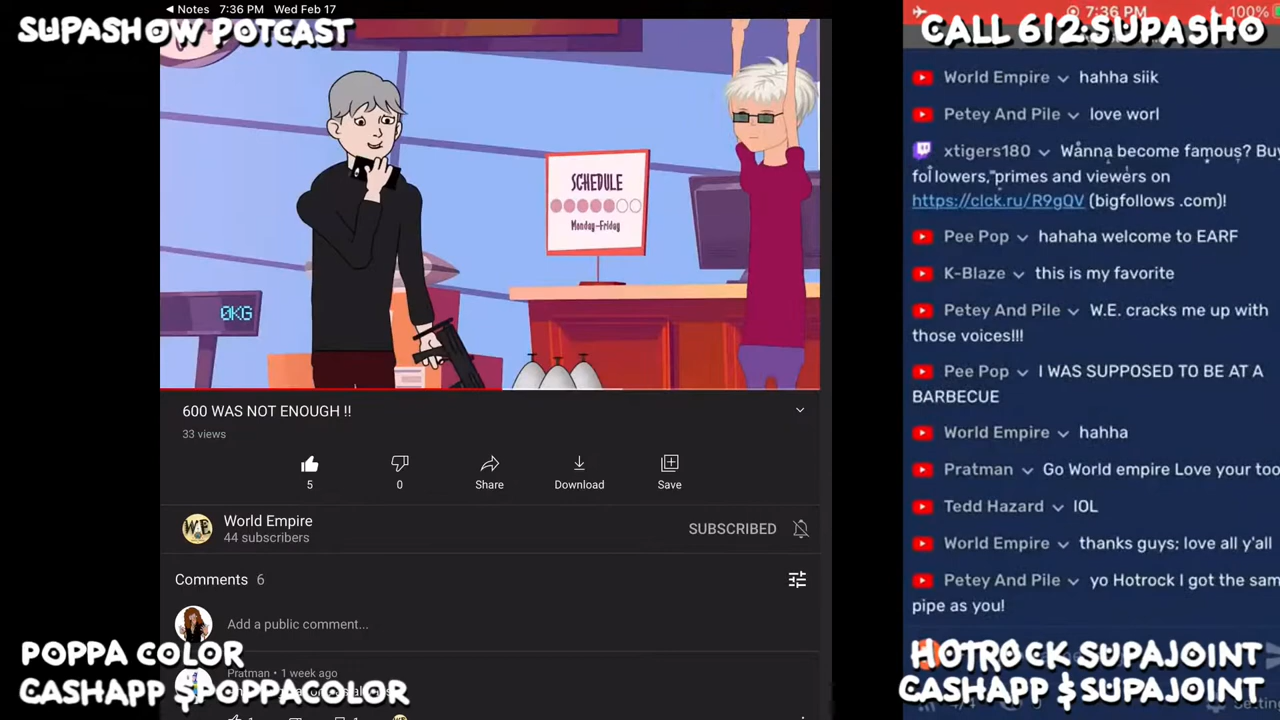 Notes 7:36 PM Wed Feb 17
SUPASHOW POTCAST
CALL 612-SUPASHO
7:36 PM
100%
SCHEDULE
Monday-Friday
0KG
600 WAS NOT ENOUGH !!
33 views
5
0
Share
Download
Save
World Empire
44 subscribers
SUBSCRIBED
Comments 6
Add a public comment...
Pratman • 1 week ago
POPPA COLOR
CASHAPP $POPPACOLOR
World Empire hahha siik
Petey And Pile love worl
xtigers180 Wanna become famous? Buy
followers, primes and viewers on
https://clck.ru/R9gQV (bigfollows .com)!
Pee Pop hahaha welcome to EARF
K-Blaze this is my favorite
Petey And Pile W.E. cracks me up with
those voices!!!
Pee Pop I WAS SUPPOSED TO BE AT A
BARBECUE
World Empire hahha
Pratman Go World empire Love your too
Tedd Hazard lOL
World Empire thanks guys; love all y'all
Petey And Pile yo Hotrock I got the sam
pipe as you!
HOTROCK SUPAJOINT
CASHAPP $SUPAJOINT